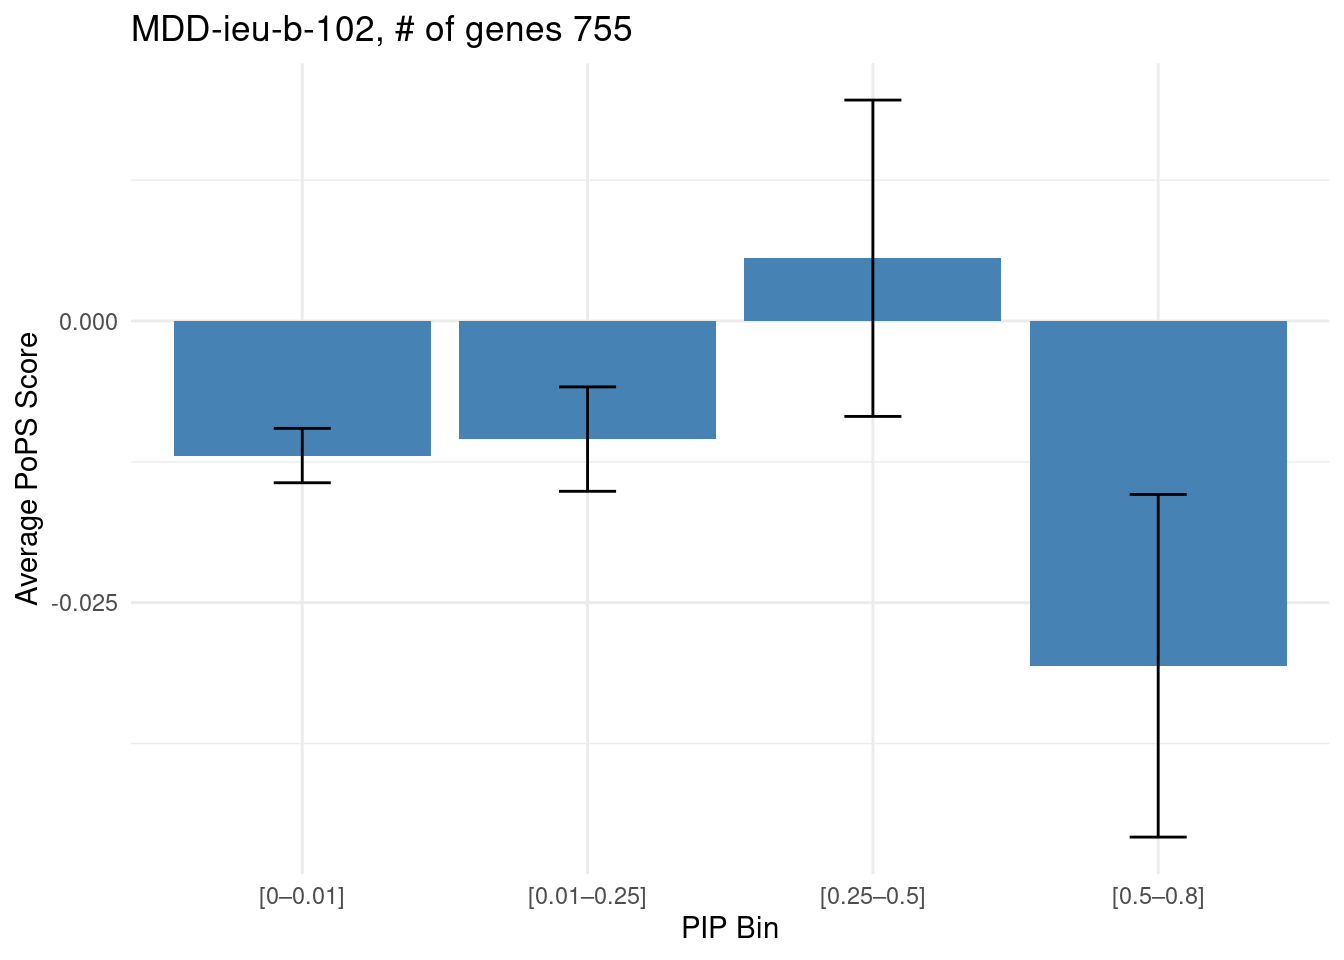 MDD-ieu-b-102, # of genes 755
Average PoPS Score
0.000
-0.025
[0–0.01]
[0.01–0.25]
[0.25–0.5]
[0.5–0.8]
PIP Bin